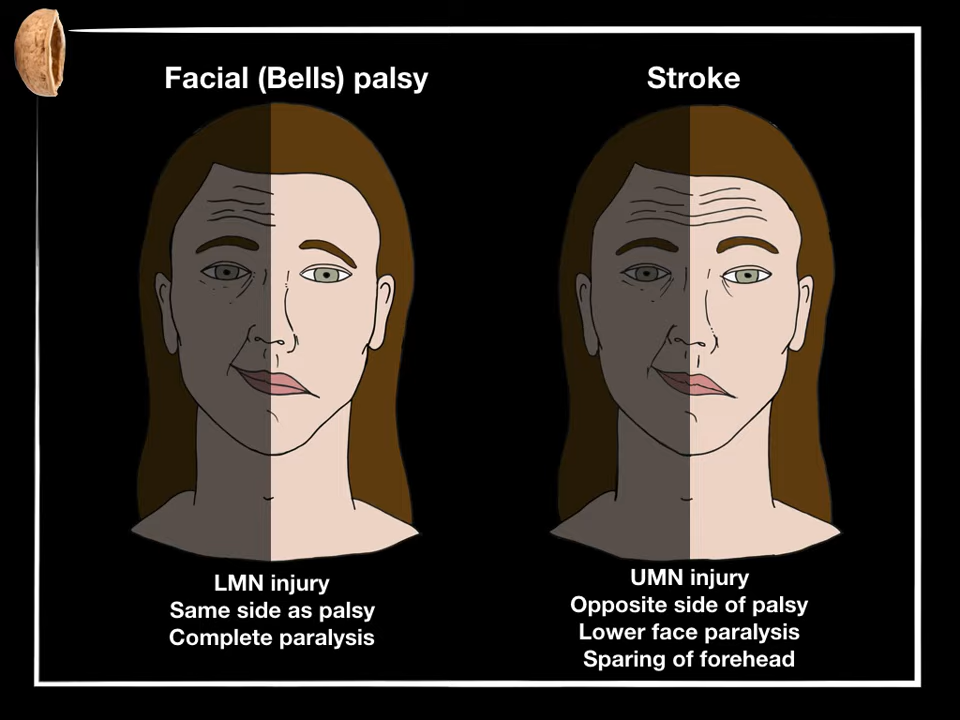 Facial (Bells) palsy
Stroke
LMN injury
Same side as palsy
Complete paralysis
UMN injury
Opposite side of palsy
Lower face paralysis
Sparing of forehead